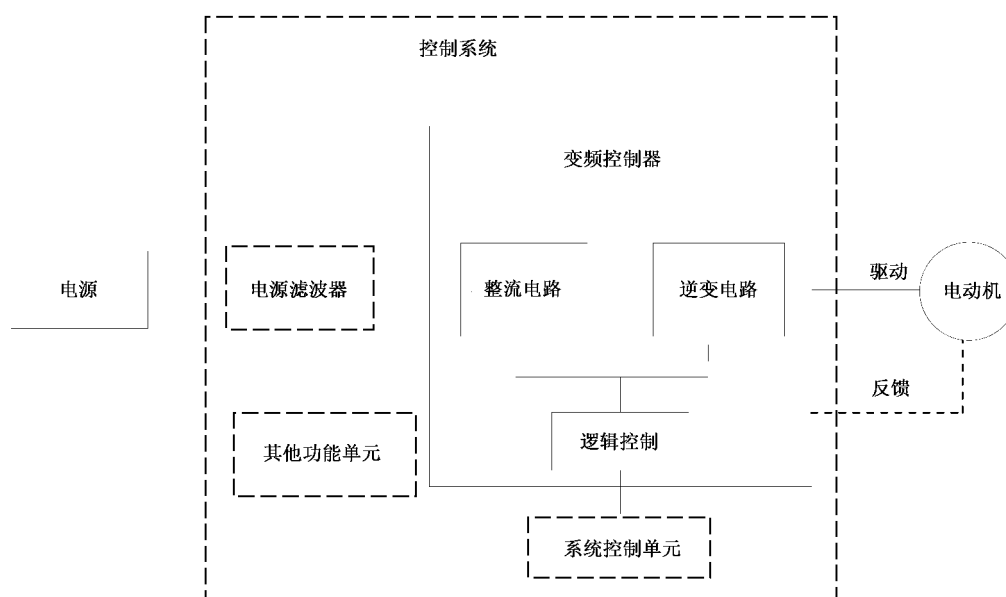 控制系统
变频控制器
电源
电源滤波器
整流电路
逆变电路
驱动
电动机
反馈
其他功能单元
逻辑控制
系统控制单元